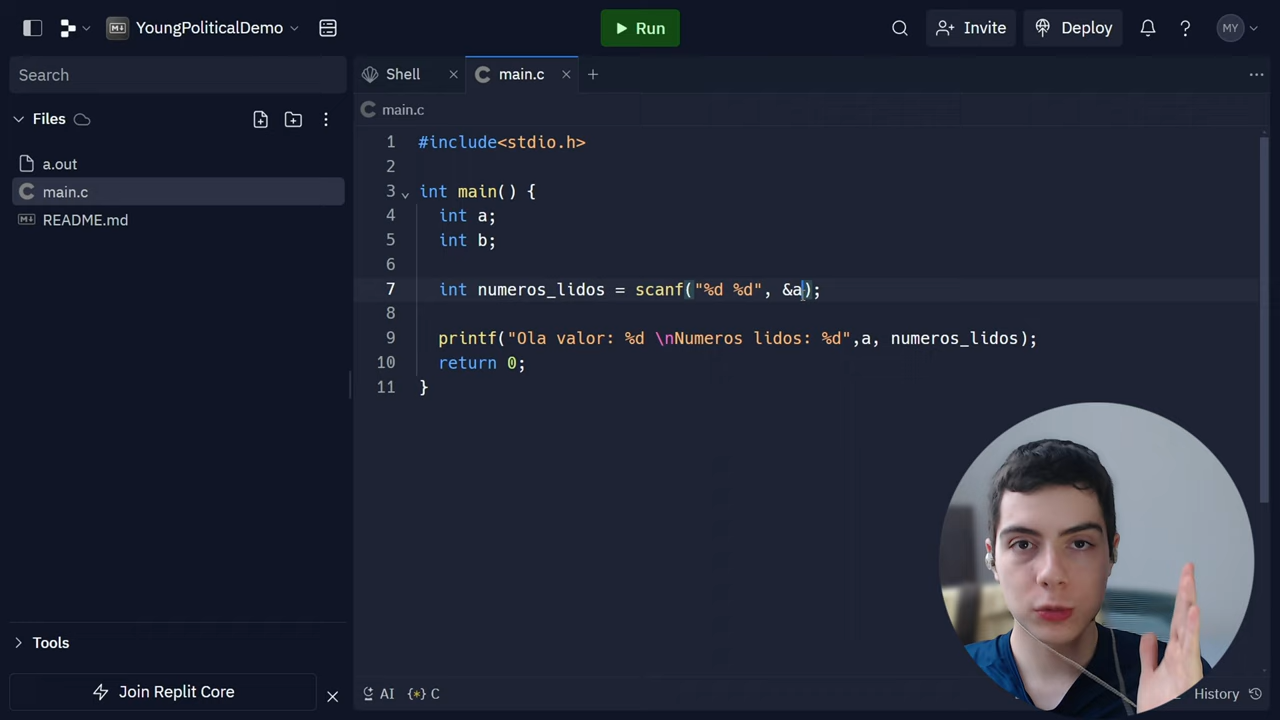 YoungPoliticalDemo
Run
Invite
Deploy
MY
Search
Shell
main.c
main.c
Files
a.out
main.c
README.md
1 #include<stdio.h>
2
3 int main() {
4 int a;
5 int b;
6
7 int numeros_lidos = scanf("%d %d", &a);
8
9 printf("Ola valor: %d \nNumeros lidos: %d",a, numeros_lidos);
10 return 0;
11 }
Tools
Join Replit Core
AI {*} C
History